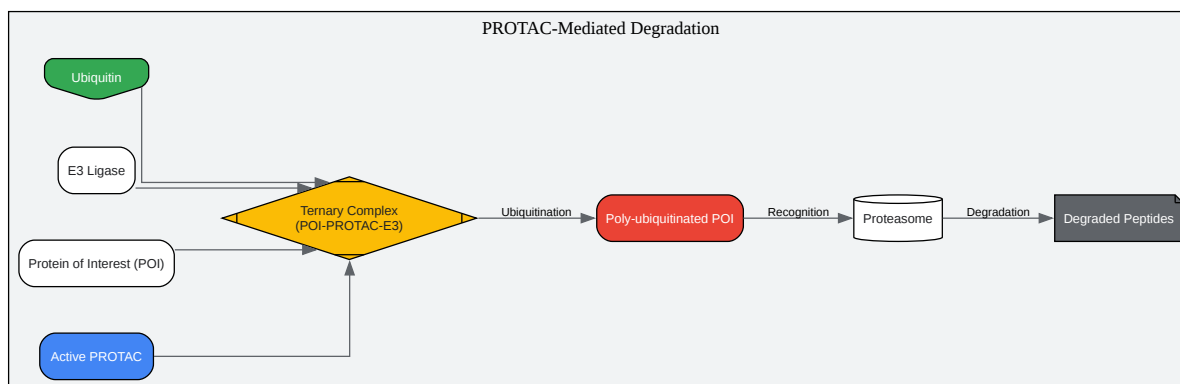 PROTAC-Mediated Degradation
Ubiquitin
E3 Ligase
Protein of Interest (POI)
Active PROTAC
Ternary Complex
(POI-PROTAC-E3)
Ubiquitination
Poly-ubiquitinated POI
Recognition
Proteasome
Degradation
Degraded Peptides